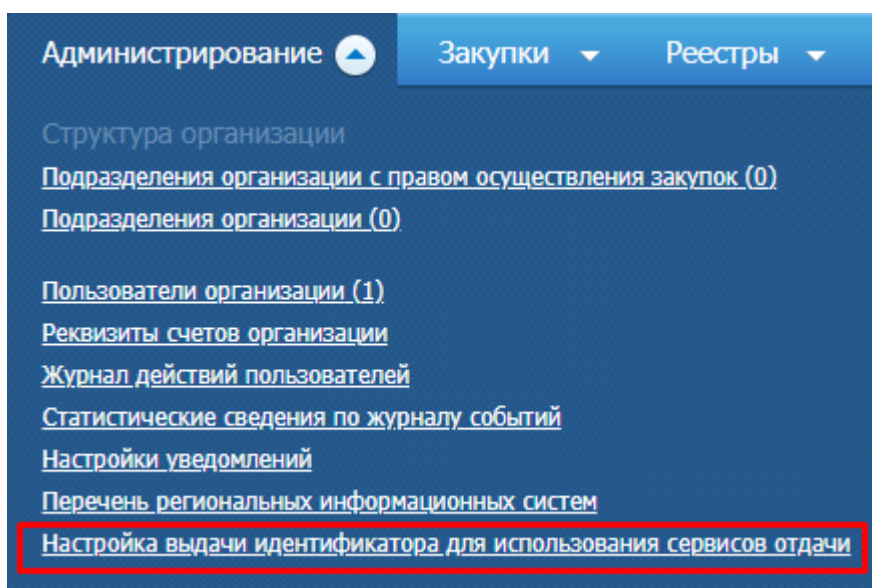 Администрирование Закупки Реестры
Структура организации
Подразделения организации с правом осуществления закупок (0)
Подразделения организации (0)
Пользователи организации (1)
Реквизиты счетов организации
Журнал действий пользователей
Статистические сведения по журналу событий
Настройки уведомлений
Перечень региональных информационных систем
Настройка выдачи идентификатора для использования сервисов отдачи